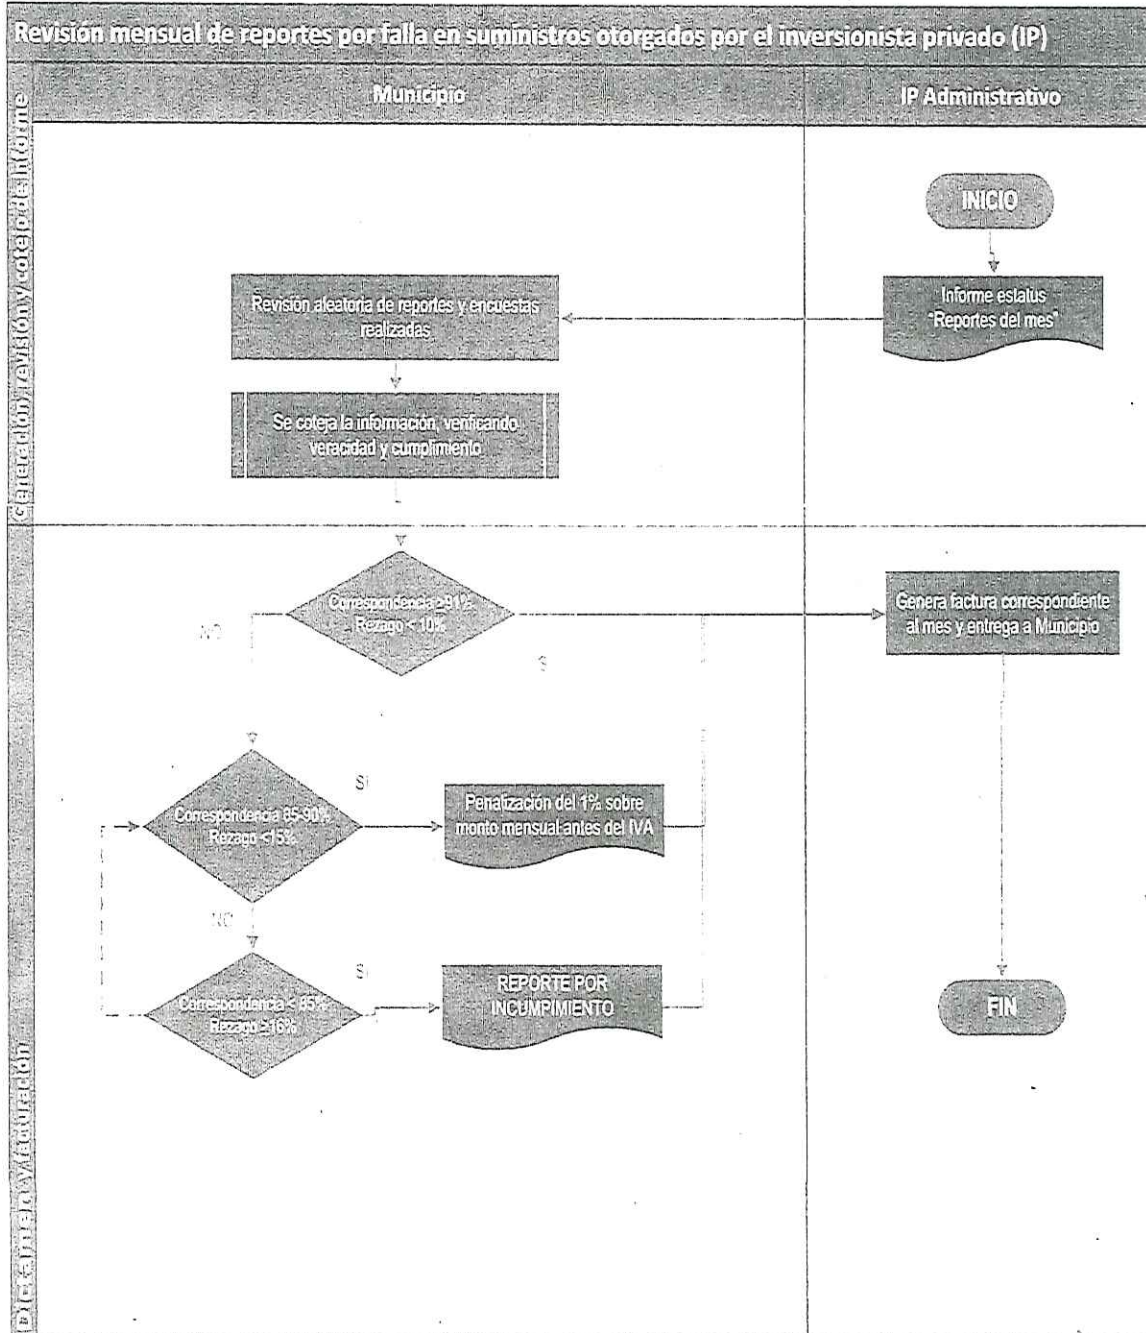 Revisión mensual de reportes por falla en suministros otorgados por el inversionista privado (IP)
Municipio
IP Administrativo
Generación, revisión y cotejo de informe
INICIO
Informe estatus
"Reportes del mes"
Revisión aleatoria de reportes y encuestas
realizadas
Se coteja la información, verificando
veracidad y cumplimiento
Dictamen y facturación
Correspondencia ≥91%
Rezago < 10%
NO
S
Genera factura correspondiente
al mes y entrega a Municipio
Correspondencia 85-90%
Rezago <15%
SI
Penalización del 1% sobre
monto mensual antes del IVA
NO
Correspondencia < 85%
Rezago ≥16%
SI
REPORTE POR
INCUMPIMIENTO
FIN